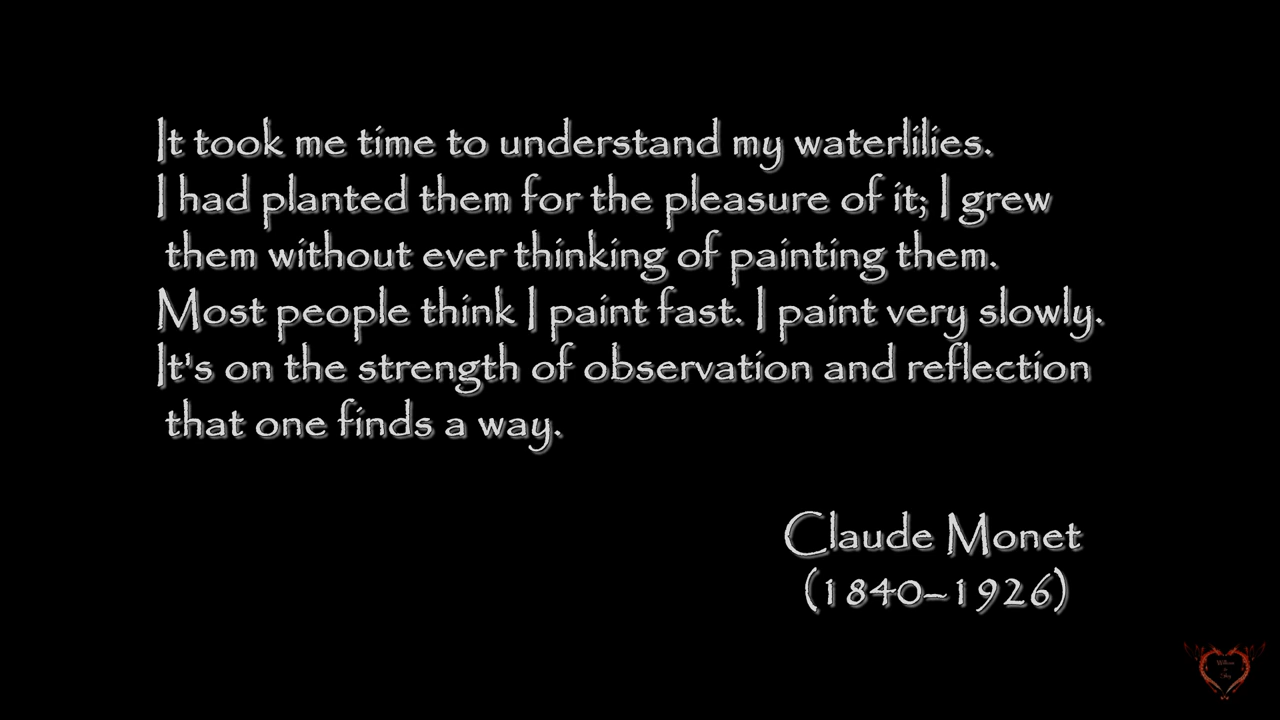 It took me time to understand my waterlilies.
I had planted them for the pleasure of it; I grew
them without ever thinking of painting them.
Most people think I paint fast. I paint very slowly.
It's on the strength of observation and reflection
that one finds a way.
Claude Monet
(1840–1926)